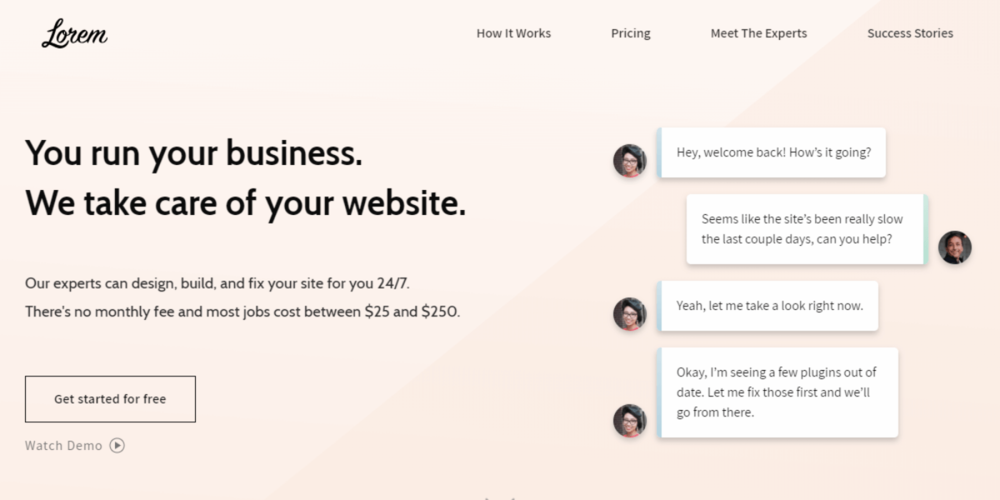 Lorem
How It Works
Pricing
Meet The Experts
Success Stories
You run your business.
We take care of your website.
Our experts can design, build, and fix your site for you 24/7.
There's no monthly fee and most jobs cost between $25 and $250.
Get started for free
Watch Demo
Hey, welcome back! How’s it going?
Seems like the site’s been really slow
the last couple days, can you help?
Yeah, let me take a look right now.
Okay, I’m seeing a few plugins out of
date. Let me fix those first and we’ll
go from there.